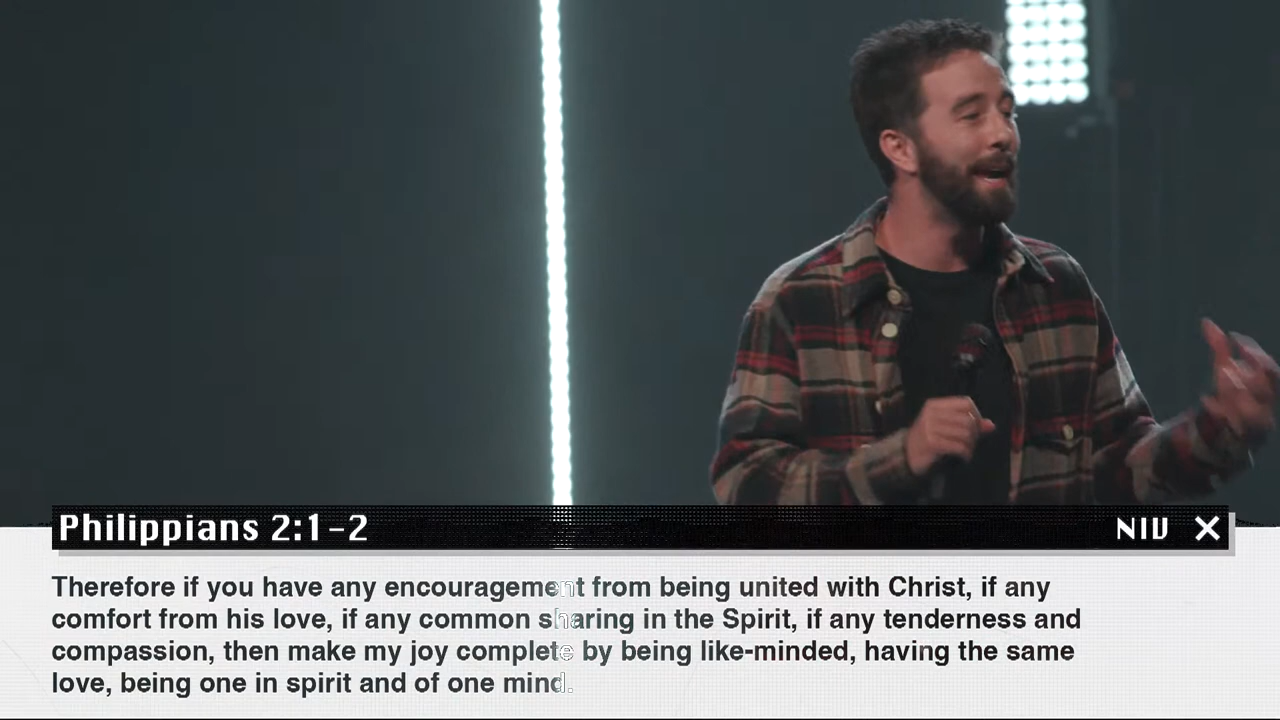 Philippians 2:1-2
NIV
Therefore if you have any encouragement from being united with Christ, if any
comfort from his love, if any common sharing in the Spirit, if any tenderness and
compassion, then make my joy complete by being like-minded, having the same
love, being one in spirit and of one mind.